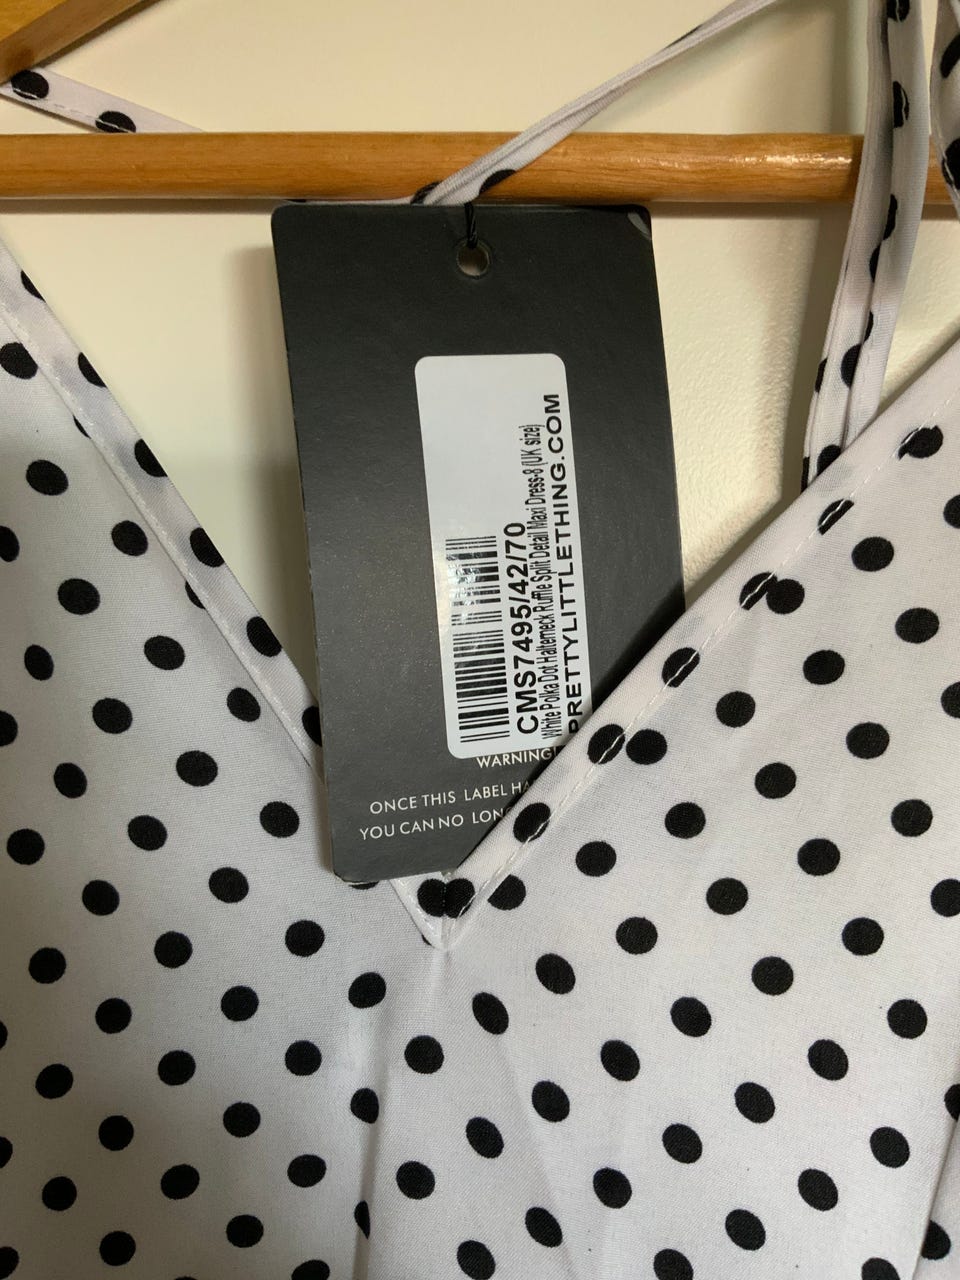 CMS7495/42/70
White Polka Dot Halterneck Ruffle Split Detail Maxi Dress-8 (UK size)
PRETTYLITTLETHING.COM
WARNING!
ONCE THIS LABEL HA
YOU CAN NO LONG